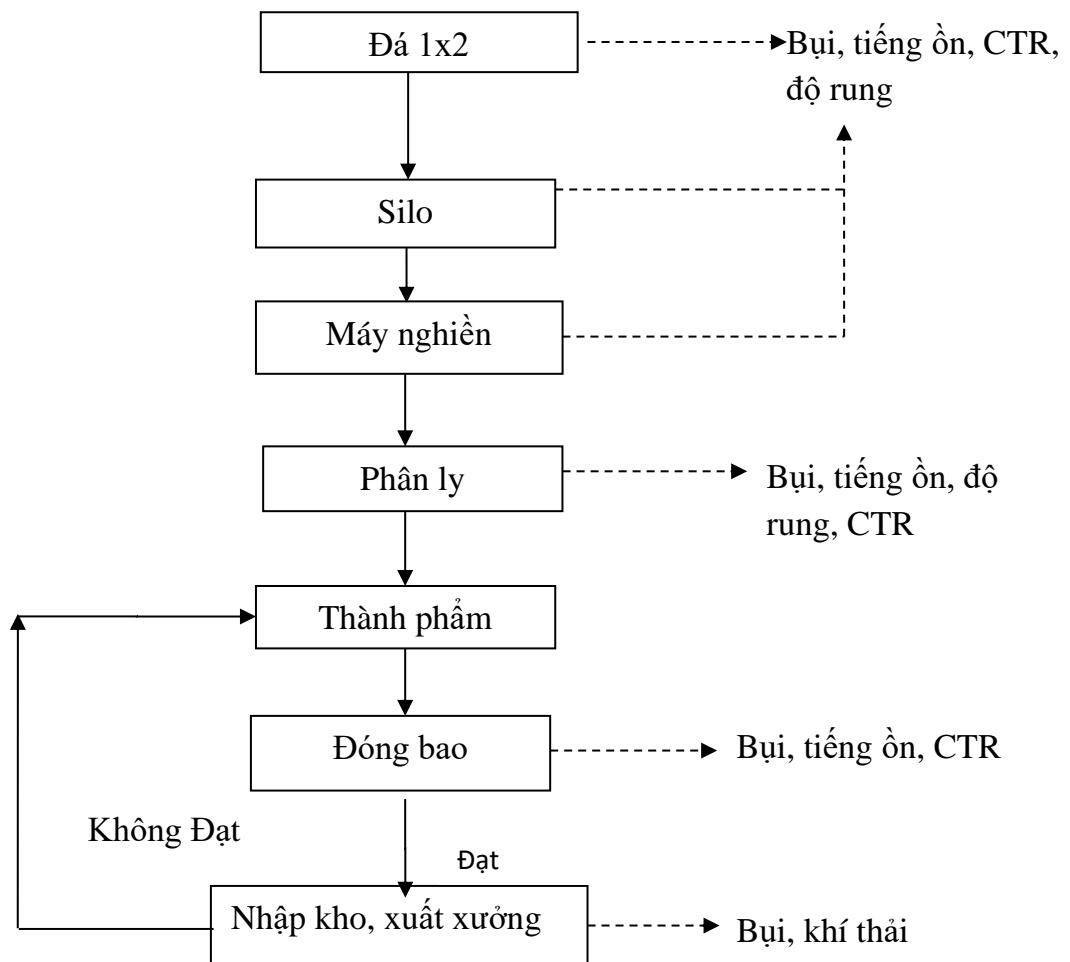 Đá 1x2
Bụi, tiếng ồn, CTR,
độ rung
Silo
Máy nghiền
Phân ly
Bụi, tiếng ồn, độ
rung, CTR
Thành phẩm
Đóng bao
Bụi, tiếng ồn, CTR
Không Đạt
Đạt
Nhập kho, xuất xưởng
Bụi, khí thải